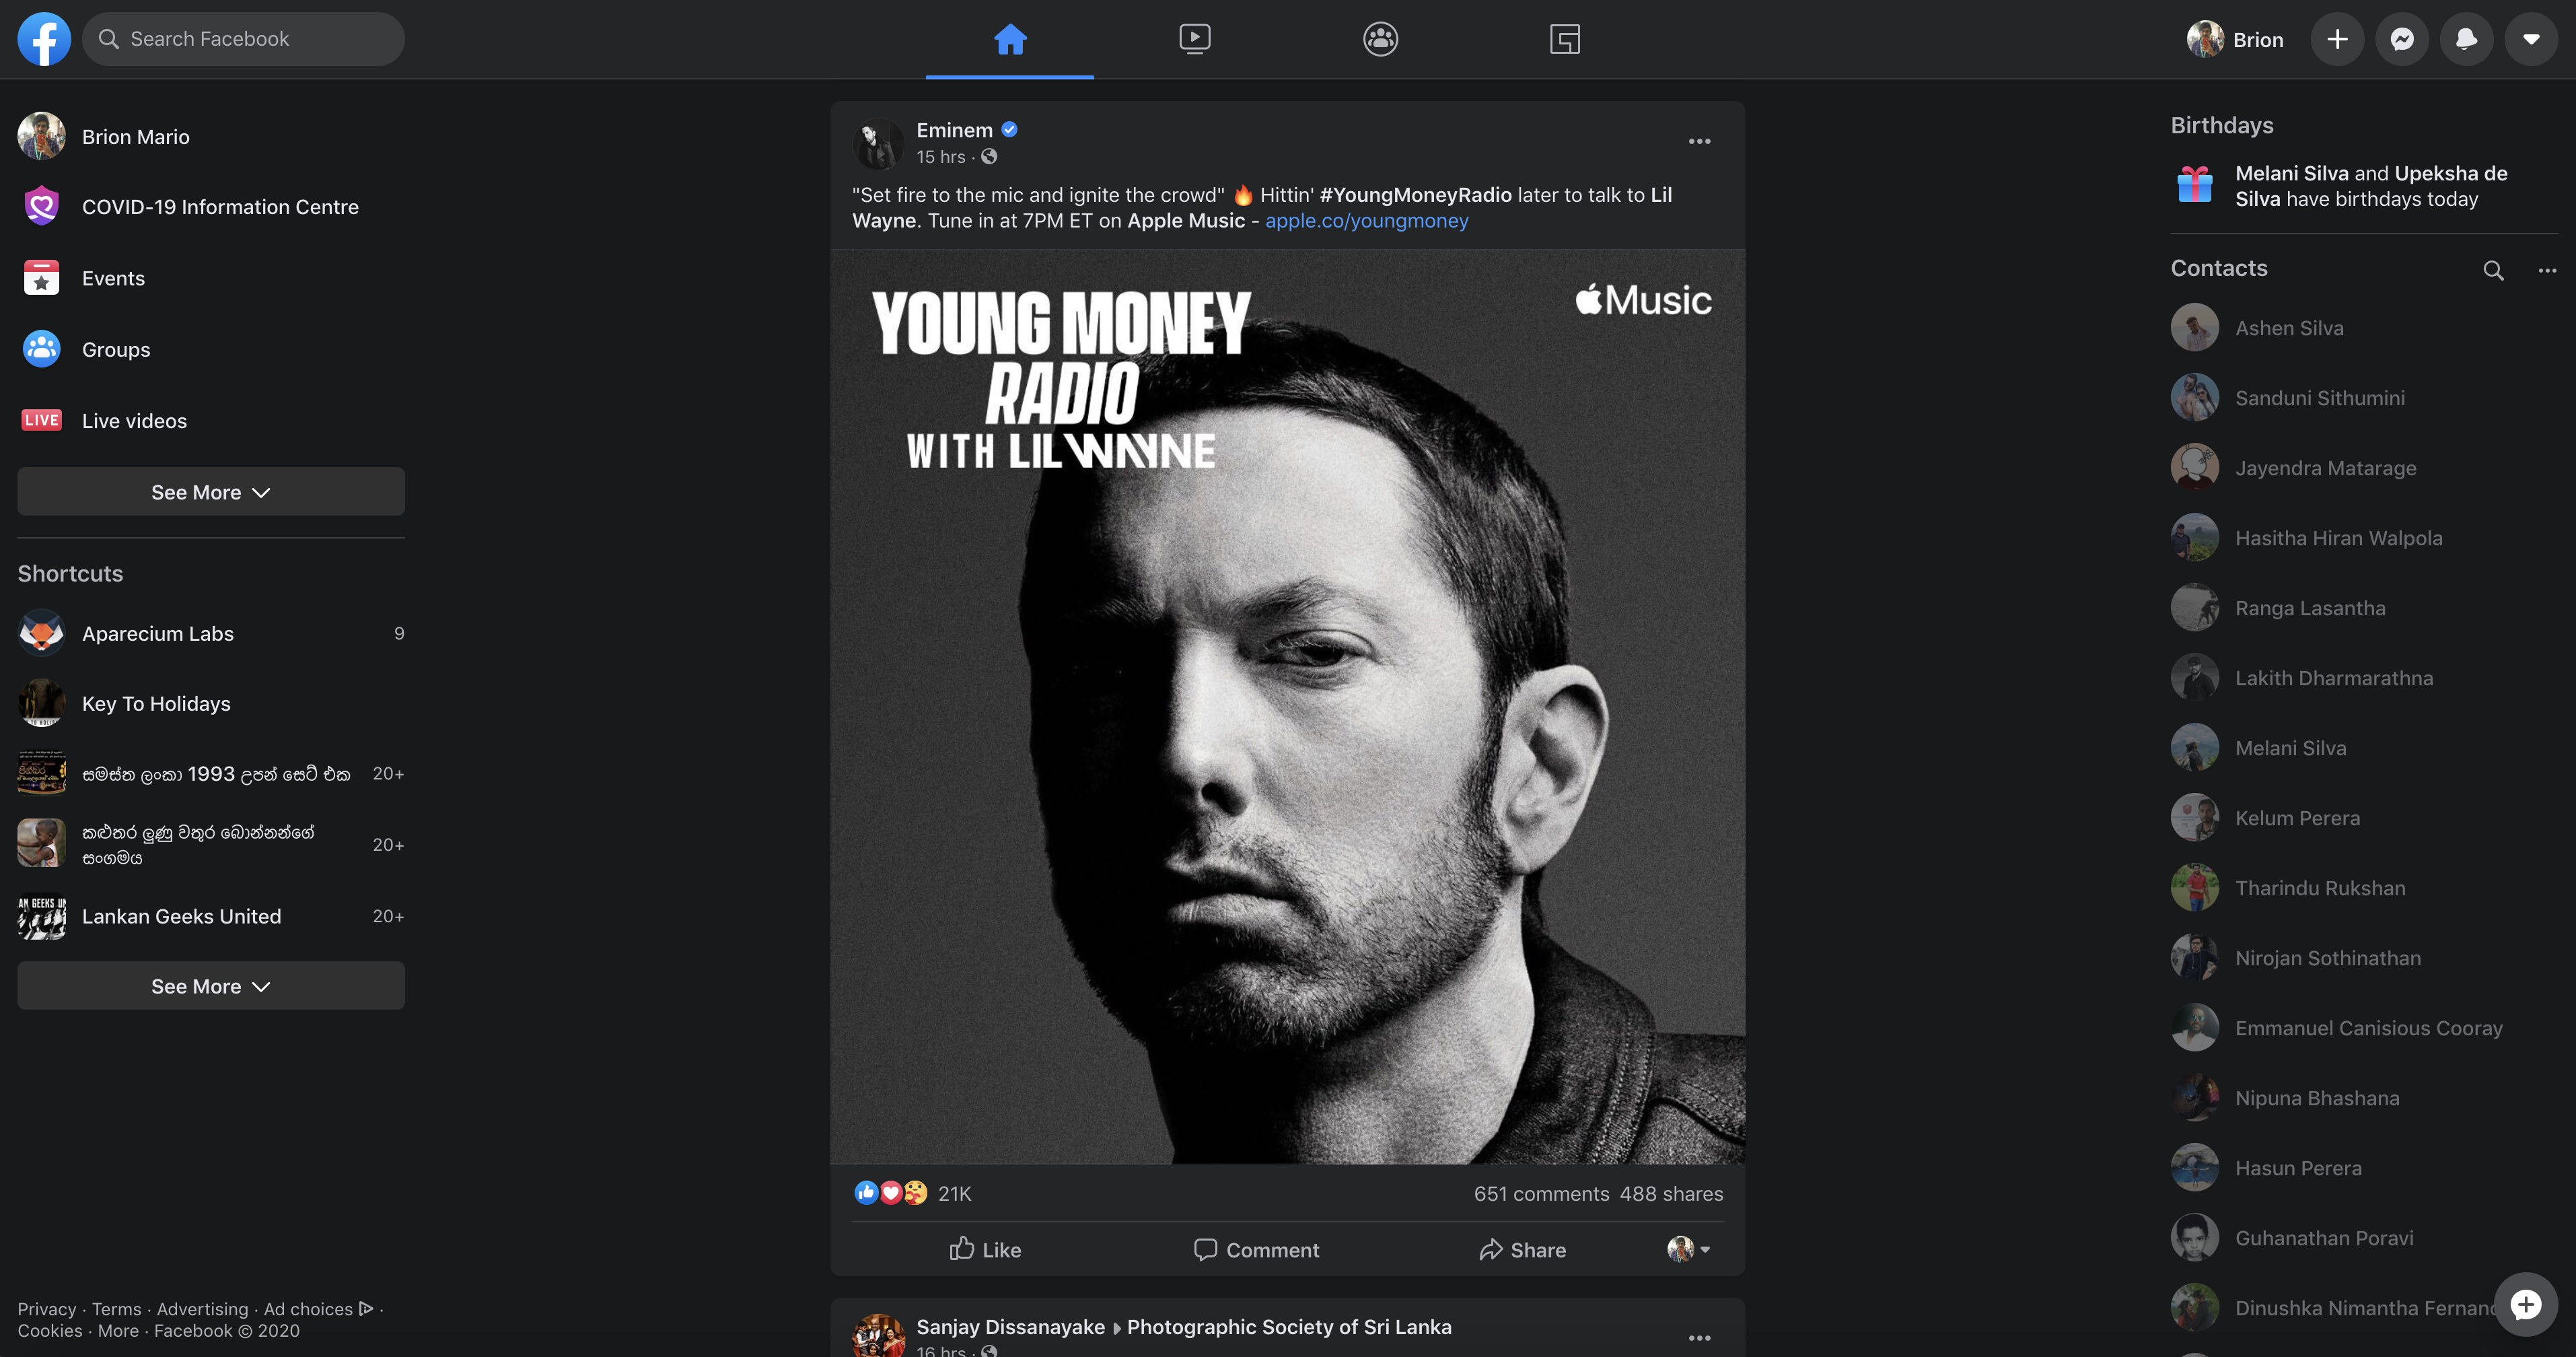 Search Facebook
Brion
Brion Mario
COVID-19 Information Centre
Events
Groups
LIVE
Live videos
See More
Shortcuts
Aparecium Labs 9
Key To Holidays
සමස්ත ලංකා 1993 උපන් සෙට් එක 20+
කළුතර ලුණු වතුර බොන්නන්ගේ
සංගමය
20+
Lankan Geeks United 20+
See More
Privacy · Terms · Advertising · Ad choices ·
Cookies · More · Facebook © 2020
Eminem
15 hrs ·
"Set fire to the mic and ignite the crowd" 🔥 Hittin' #YoungMoneyRadio later to talk to Lil
Wayne. Tune in at 7PM ET on Apple Music - apple.co/youngmoney
YOUNG MONEY
RADIO
WITH LIL WAYNE
Music
21K
651 comments 488 shares
Like Comment Share
Sanjay Dissanayake Photographic Society of Sri Lanka
16 hrs ·
Birthdays
Melani Silva and Upeksha de
Silva have birthdays today
Contacts
Ashen Silva
Sanduni Sithumini
Jayendra Matarage
Hasitha Hiran Walpola
Ranga Lasantha
Lakith Dharmarathna
Melani Silva
Kelum Perera
Tharindu Rukshan
Nirojan Sothinathan
Emmanuel Canisious Cooray
Nipuna Bhashana
Hasun Perera
Guhanathan Poravi
Dinushka Nimantha Fernan